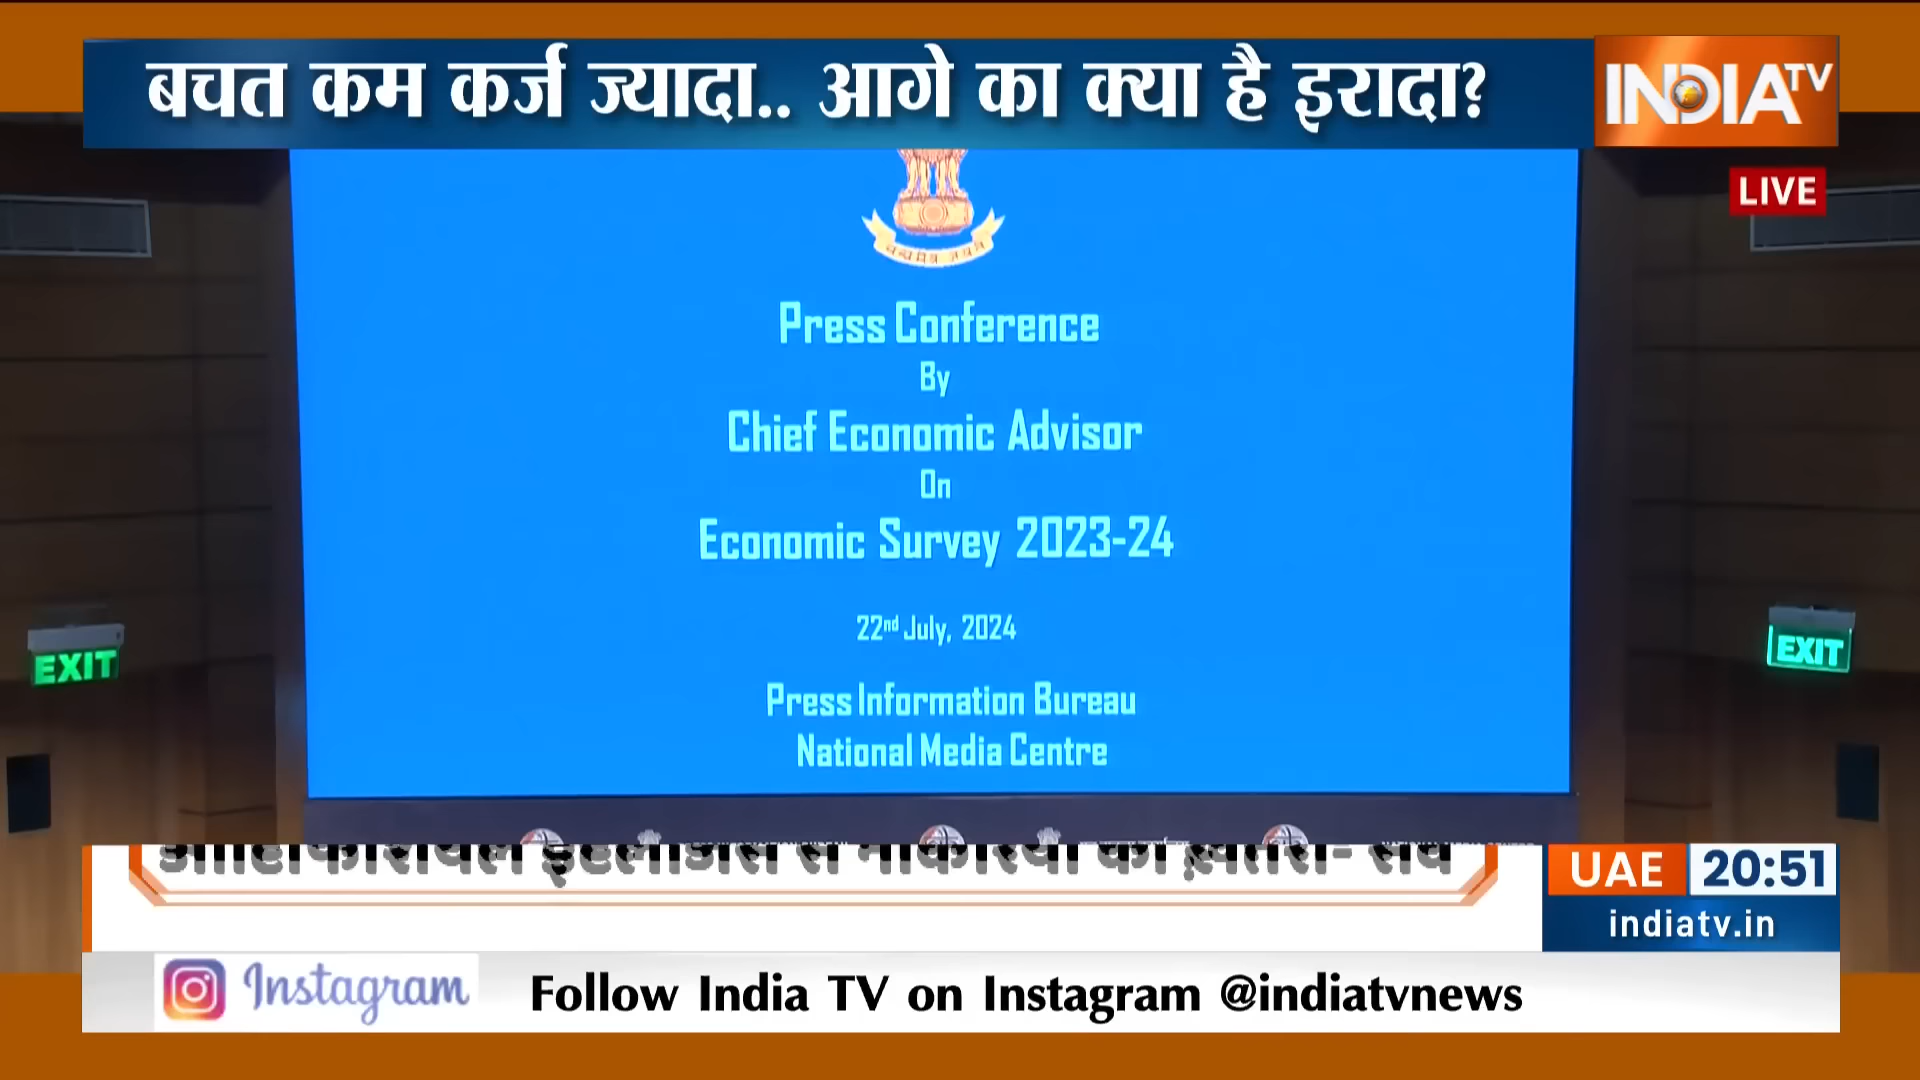 बचत कम कर्ज ज्यादा.. आगे का क्या है इरादा?
INDIA TV
LIVE
Press Conference
By
Chief Economic Advisor
On
Economic Survey 2023-24
22nd July, 2024
Press Information Bureau
National Media Centre
EXIT
EXIT
UAE 20:51
indiatv.in
Instagram
Follow India TV on Instagram @indiatvnews